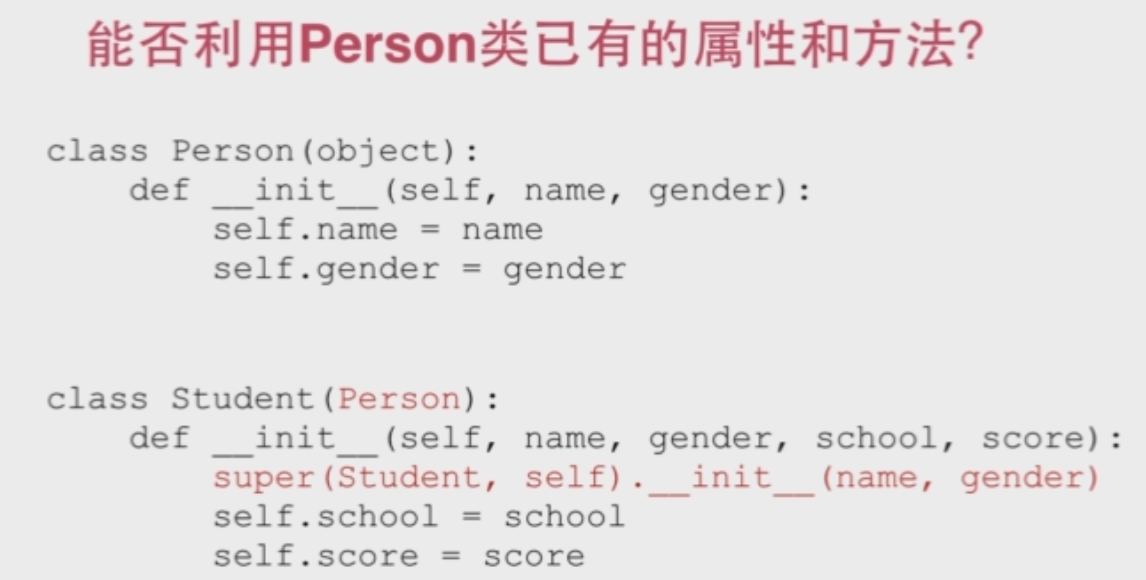 能否利用Person类已有的属性和方法？
class Person(object):
    def __init__(self, name, gender):
        self.name = name
        self.gender = gender
class Student(Person):
    def __init__(self, name, gender, school, score):
        super(Student, self).__init__(name, gender)
        self.school = school
        self.score = score